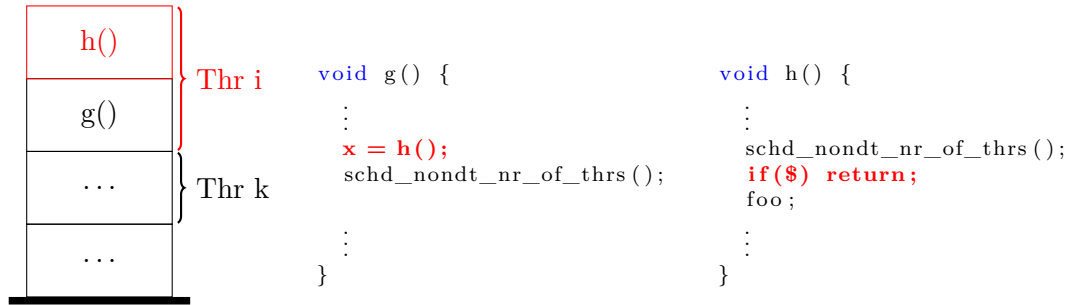 h()
g()
...
...
Thr i
Thr k
void g() {
⋮
x = h();
schd_nondt_nr_of_thrs();
⋮
}
void h() {
⋮
schd_nondt_nr_of_thrs();
if($) return;
foo;
⋮
}